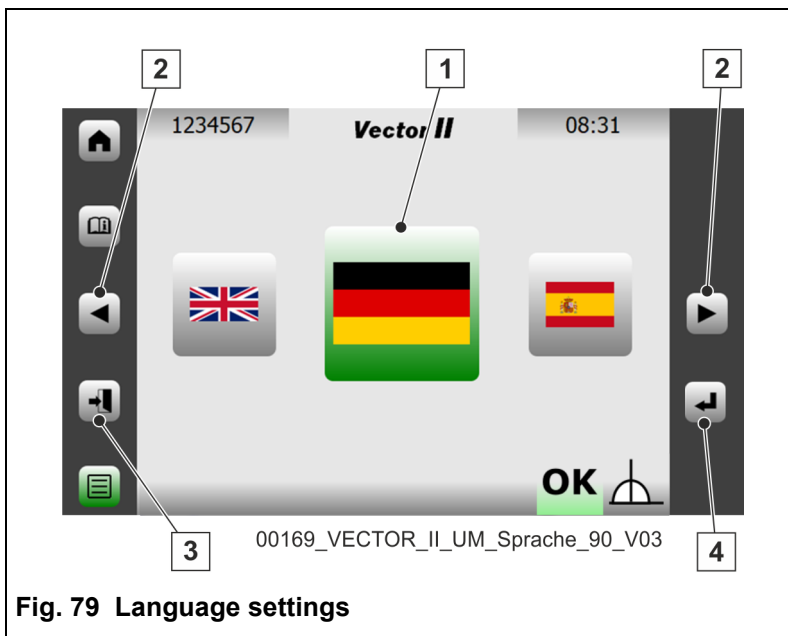 2 1 2
1234567 Vector II 08:31
OK
3 00169_VECTOR_II_UM_Sprache_90_V03 4
Fig. 79 Language settings